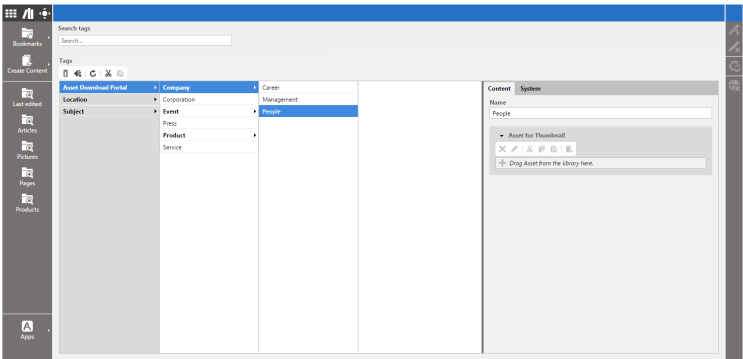 Search tags
Bookmarks
Search...
Create Content
Tags
Asset Download Portal
Company
Career
Content
System
Location
Corporation
Management
Name
Last edited
Subject
Event
People
People
Press
Articles
Product
Asset for Thumbnail
Service
Pictures
Drag Asset from the library here.
Pages
Products
A
Apps